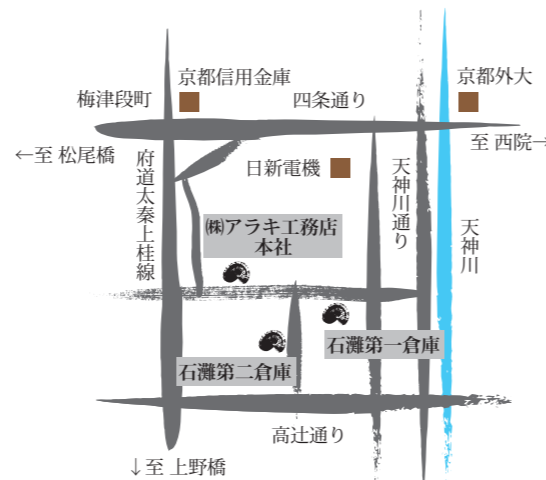 京都信用金庫
京都外大
梅津段町
四条通り
至 西院→
←至 松尾橋
府道太秦上桂線
日新電機
天神川通り
天神川
㈱アラキ工務店
本社
石灘第一倉庫
石灘第二倉庫
高辻通り
↓至 上野橋